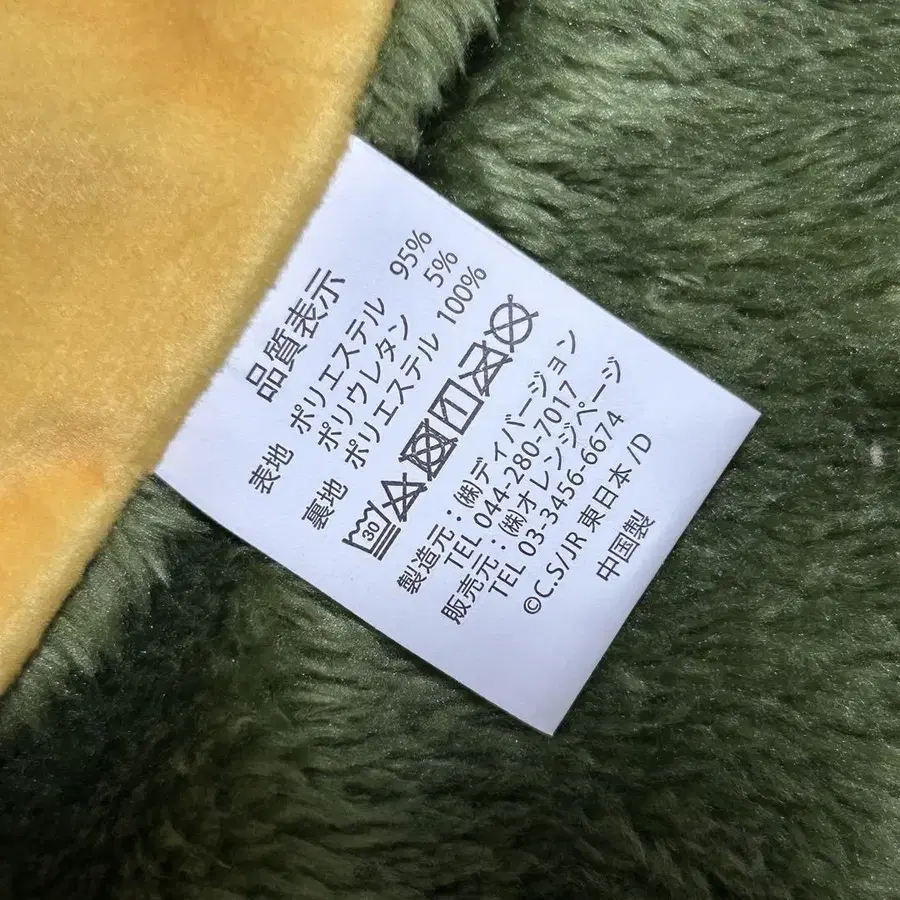 品質表示
表地 ポリエステル 95%
ポリウレタン 5%
裏地 ポリエステル 100%
30
製造元：㈱ディバージョン
TEL 044-280-7017
販売元：㈱オレンジページ
TEL 03-3456-6674
©C.S/JR 東日本 /D
中国製